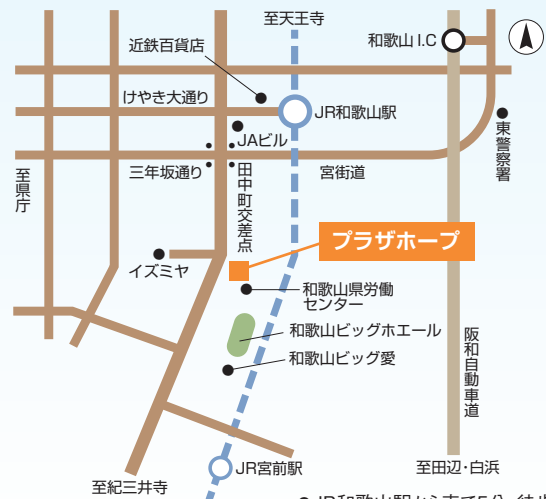 至天王寺
近鉄百貨店
和歌山 I.C
けやき大通り
JR和歌山駅
JAビル
東警察署
三年坂通り
宮街道
至県庁
田中町交差点
プラザホープ
イズミヤ
和歌山県労働
センター
和歌山ビッグホエール
和歌山ビッグ愛
阪和自動車道
JR宮前駅
至田辺・白浜
至紀三井寺